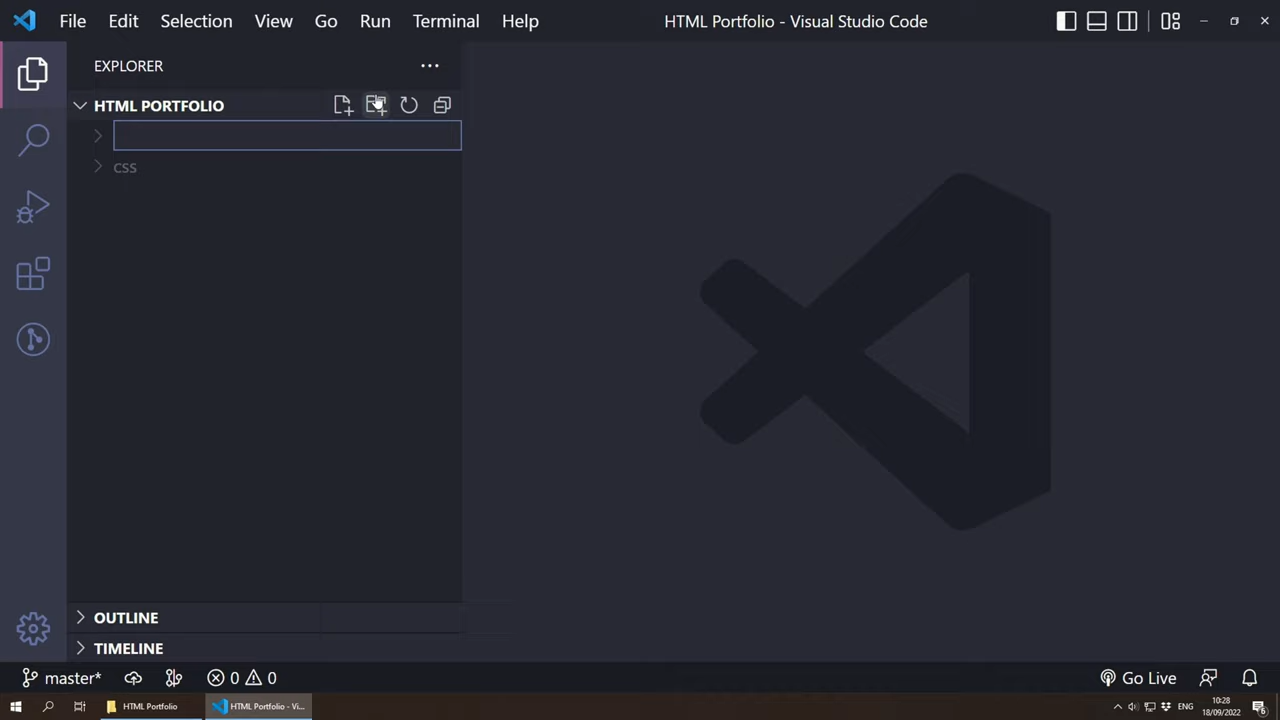 File Edit Selection View Go Run Terminal Help HTML Portfolio - Visual Studio Code
EXPLORER
HTML PORTFOLIO
css
OUTLINE
TIMELINE
master* 0 0 Go Live
HTML Portfolio HTML Portfolio - Vi... ENG 10:28
18/09/2022 6